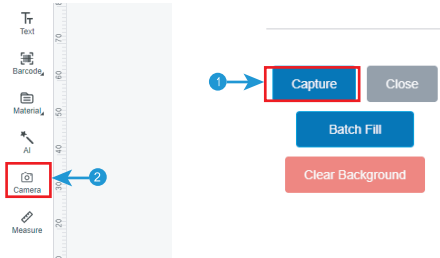 Text
Barcode
Material
AI
Camera
Measure
70
60
50
40
30
20
1
2
Capture
Close
Batch Fill
Clear Background